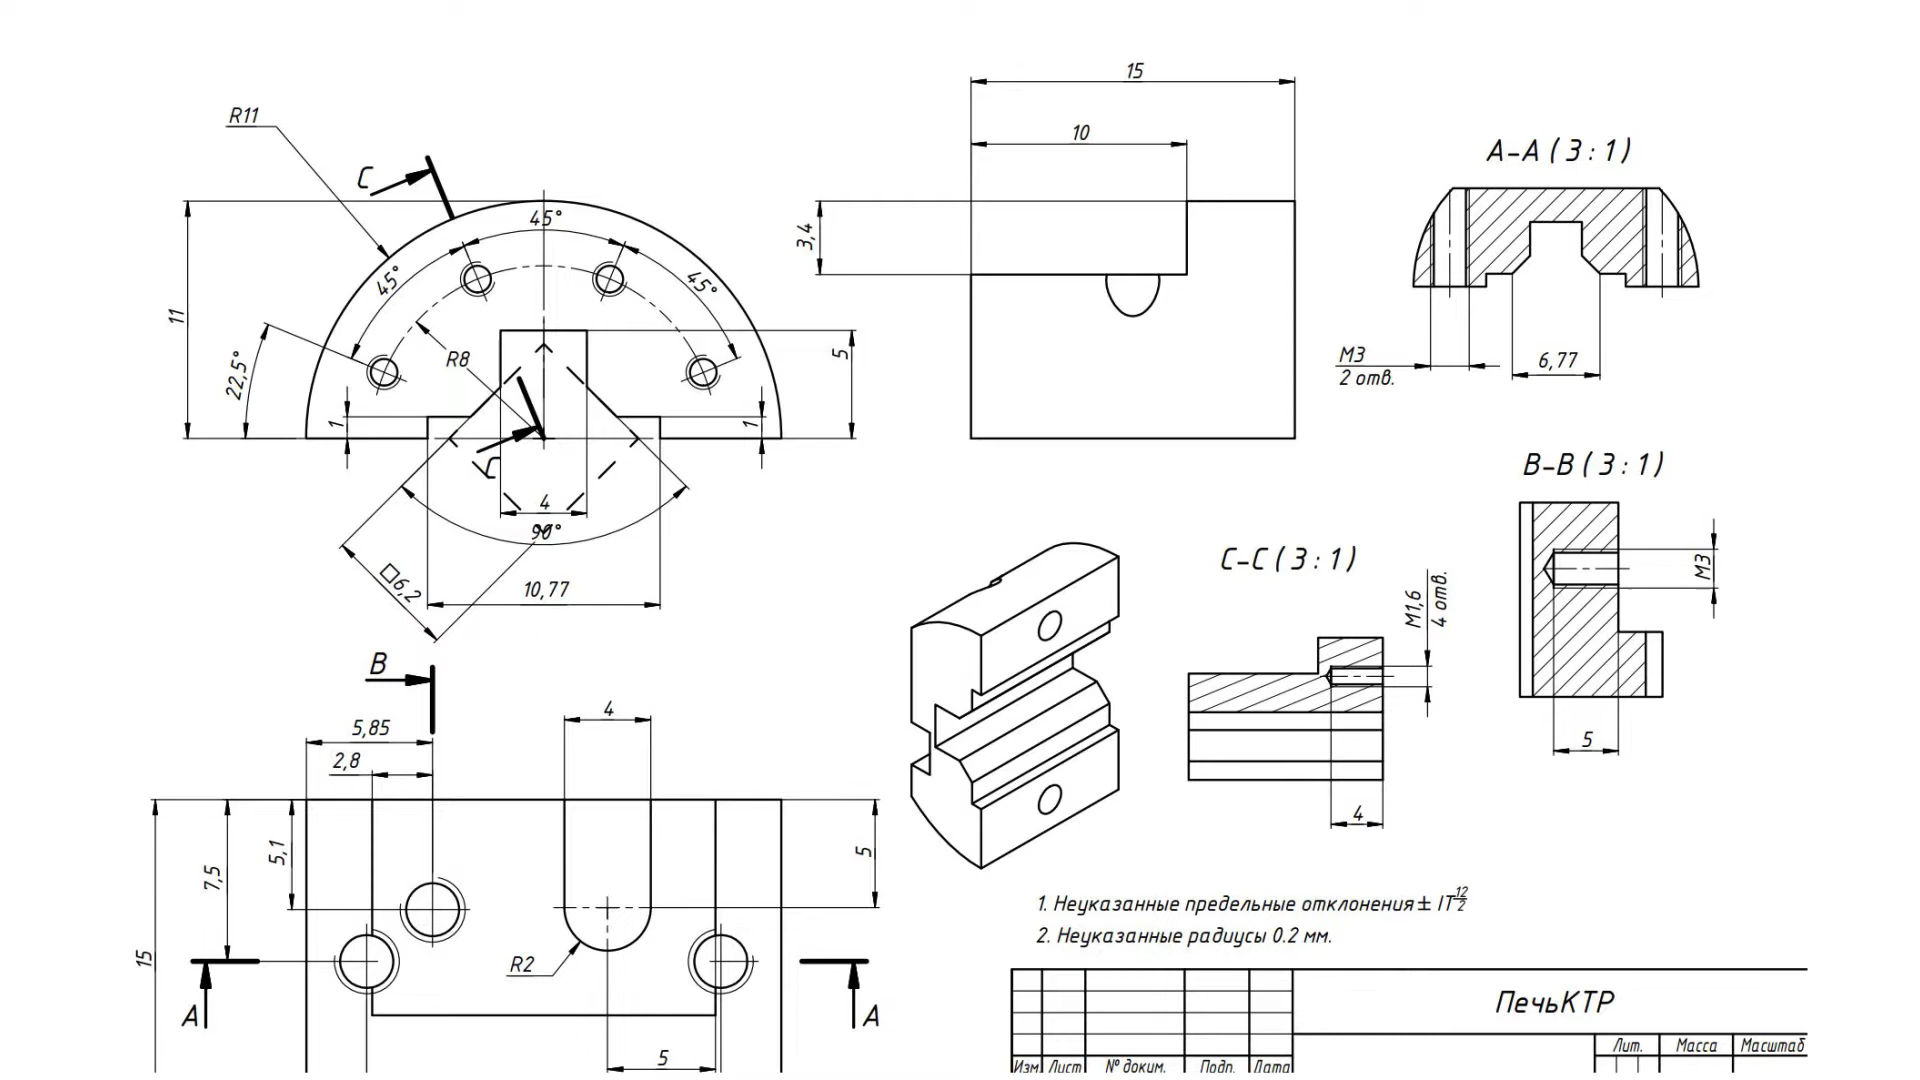 R11
C
45°
45°
45°
11
22,5°
R8
1
1
5
C
4
90°
□6,2
10,77
15
10
3,4
A-A (3:1)
M3
2 отв.
6,77
B-B (3:1)
M3
5
C-C (3:1)
M1,6
4 отв.
4
B
5,85
2,8
4
5,1
7,5
15
5
R2
A
A
5
1. Неуказанные предельные отклонения ± IT12/2
2. Неуказанные радиусы 0.2 мм.
ПечьКТР
Лит. Масса Масштаб
Изм Лист № доким. Подп. Дата